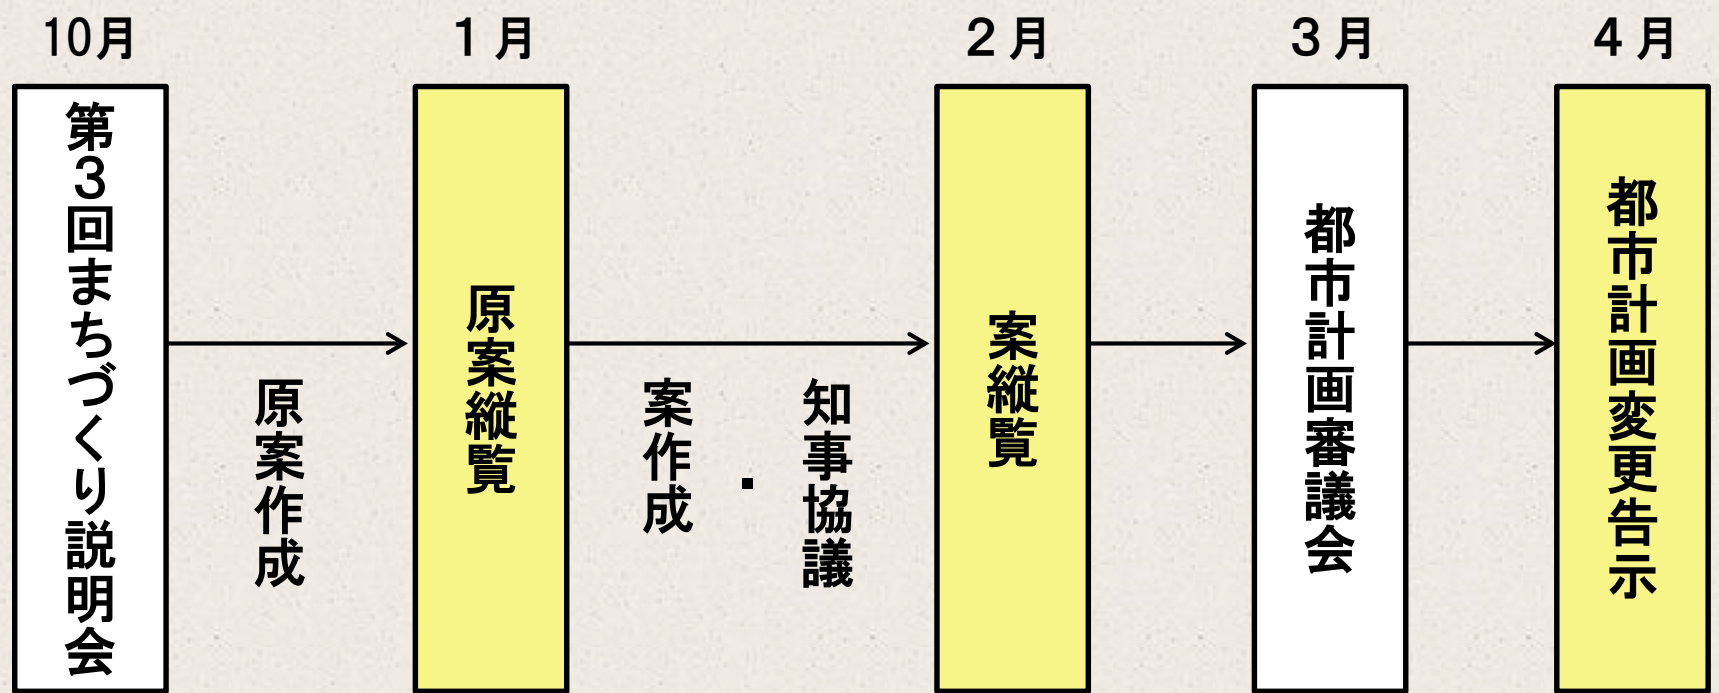 10月
１月
２月
３月
４月
第３回まちづくり説明会
原案作成
原案縦覧
案作成
・
知事協議
案縦覧
都市計画審議会
都市計画変更告示